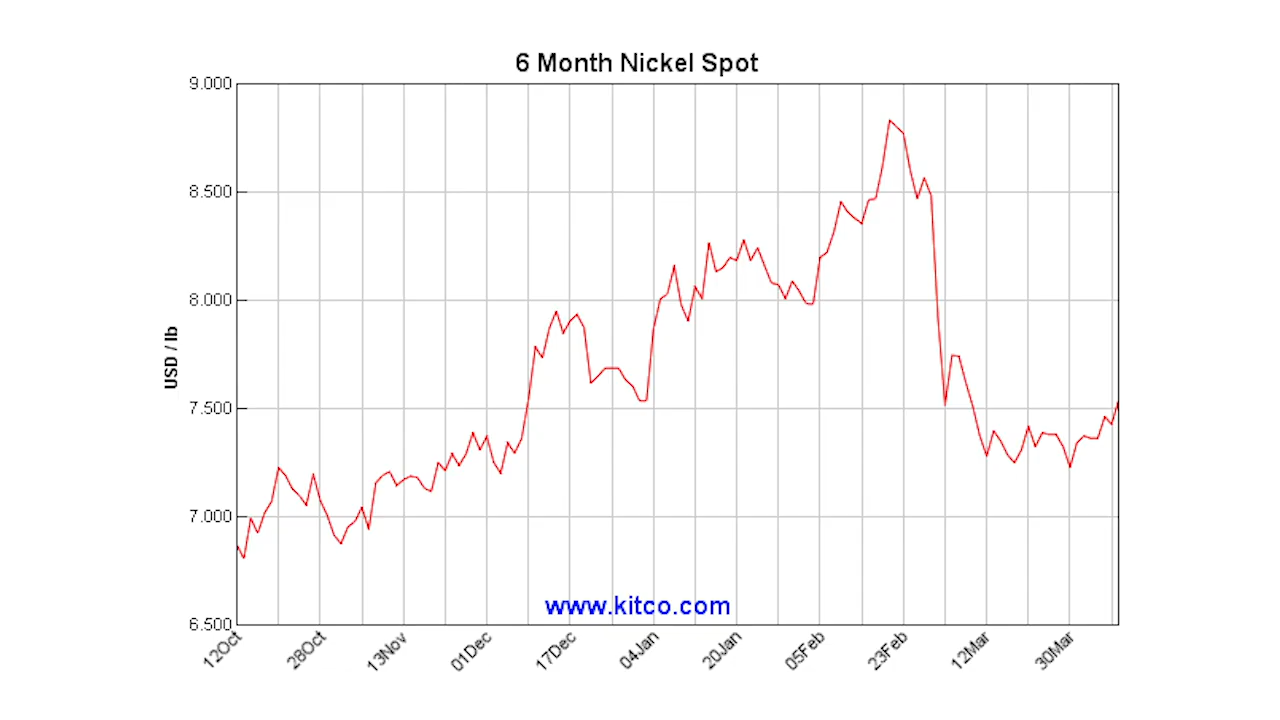 6 Month Nickel Spot
9.000
8.500
8.000
7.500
7.000
6.500
USD / lb
www.kitco.com
12Oct
28Oct
13Nov
01Dec
17Dec
04Jan
20Jan
05Feb
23Feb
12Mar
30Mar